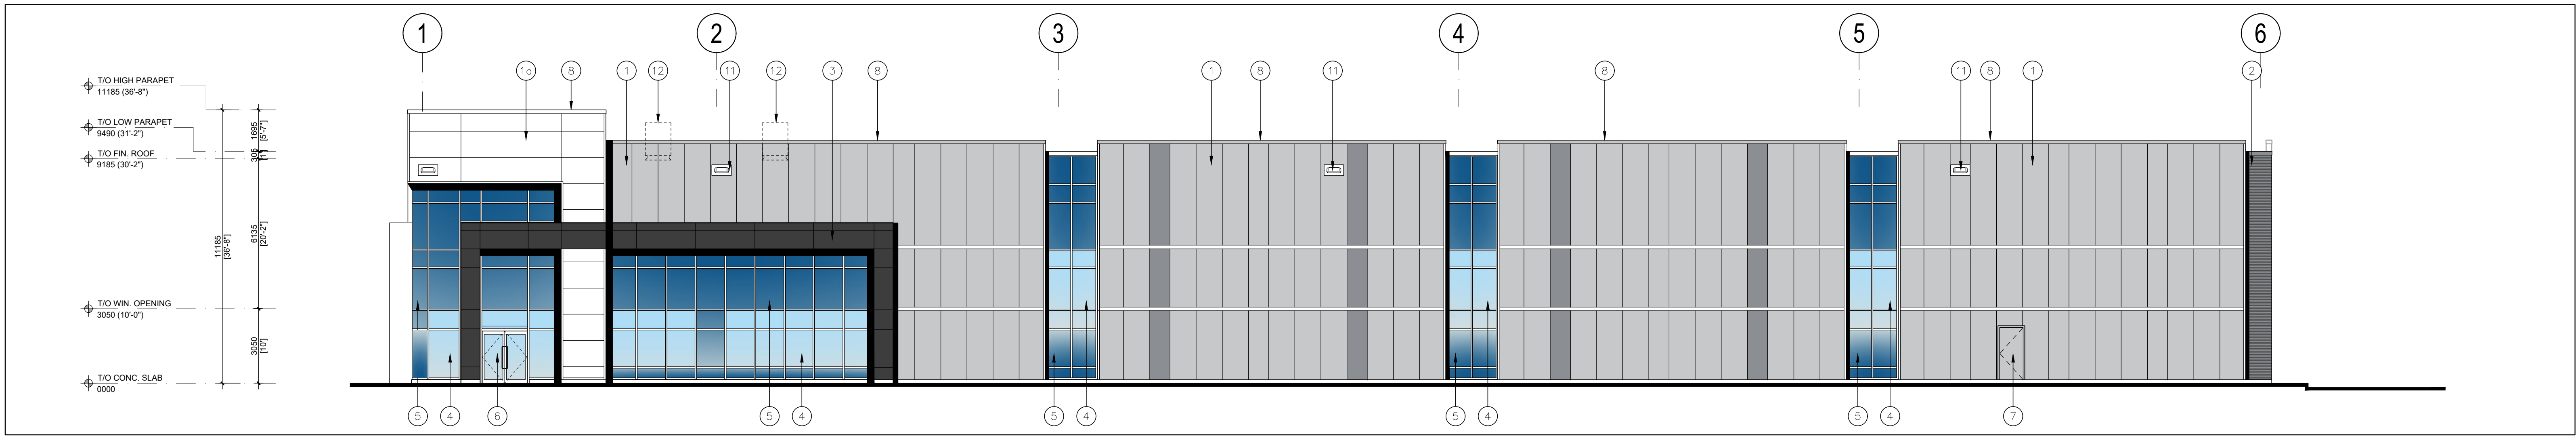 1 2 3 4 5 6
1a 8 1 12 11 12 3 8 1 8 11 8 11 8 1 2
T/O HIGH PARAPET
11185 (36'-8")
T/O LOW PARAPET
9490 (31'-2")
T/O FIN. ROOF
9185 (30'-2")
T/O WIN. OPENING
3050 (10'-0")
T/O CONC. SLAB
0000
11185
[36'-8"]
1695
[5'-7"]
305
[1']
6135
[20'-2"]
3050
[10']
5 4 6 5 4 5 4 5 4 5 4 7